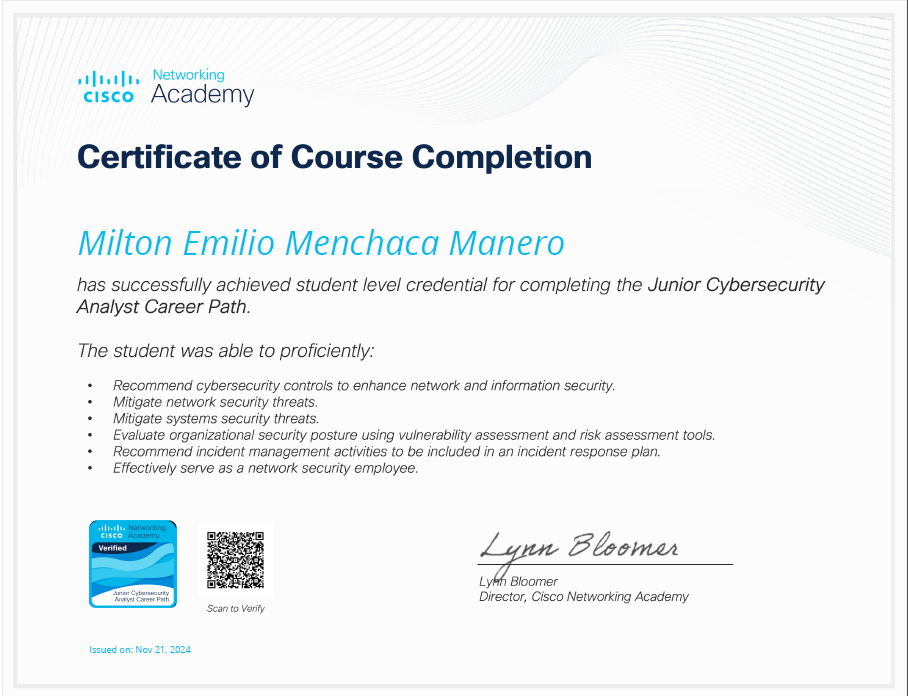 Networking
CISCO Academy
Certificate of Course Completion
Milton Emilio Menchaca Manero
has successfully achieved student level credential for completing the Junior Cybersecurity
Analyst Career Path.
The student was able to proficiently:
• Recommend cybersecurity controls to enhance network and information security.
• Mitigate network security threats.
• Mitigate systems security threats.
• Evaluate organizational security posture using vulnerability assessment and risk assessment tools.
• Recommend incident management activities to be included in an incident response plan.
• Effectively serve as a network security employee.
Networking
CISCO Academy
Verified
Junior Cybersecurity
Analyst Career Path
Scan to Verify
Lynn Bloomer
Lynn Bloomer
Director, Cisco Networking Academy
Issued on: Nov 21, 2024